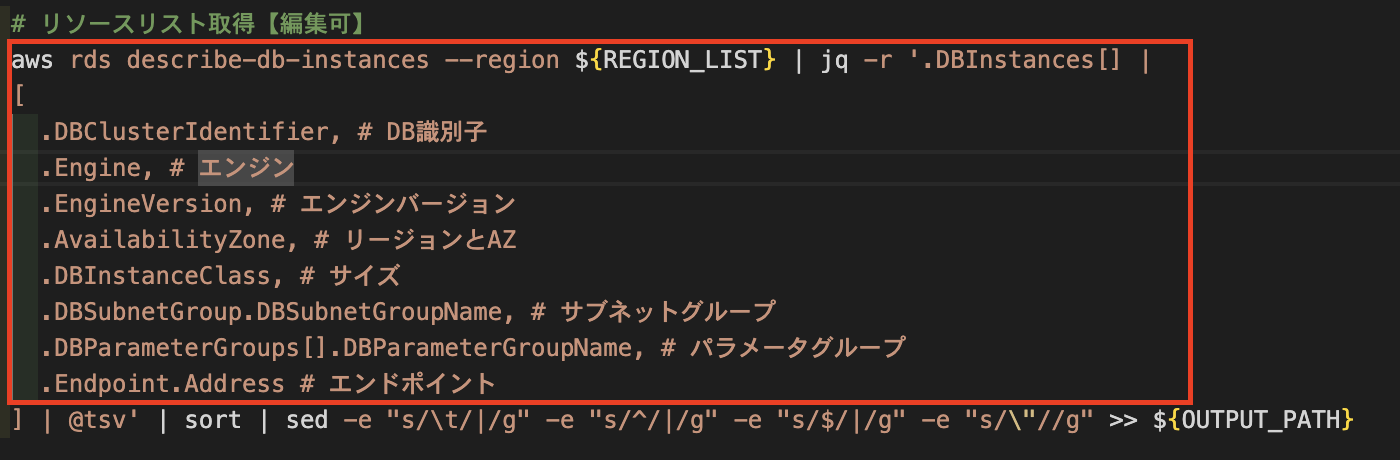 # リソースリスト取得【編集可】
aws rds describe-db-instances --region ${REGION_LIST} | jq -r '.DBInstances[] |
[
.DBClusterIdentifier, # DB識別子
.Engine, # エンジン
.EngineVersion, # エンジンバージョン
.AvailabilityZone, # リージョンとAZ
.DBInstanceClass, # サイズ
.DBSubnetGroup.DBSubnetGroupName, # サブネットグループ
.DBParameterGroups[].DBParameterGroupName, # パラメータグループ
.Endpoint.Address # エンドポイント
] | @tsv' | sort | sed -e "s/\t/|/g" -e "s/^/|/g" -e "s/$/|/g" -e "s/\"//g" >> ${OUTPUT_PATH}